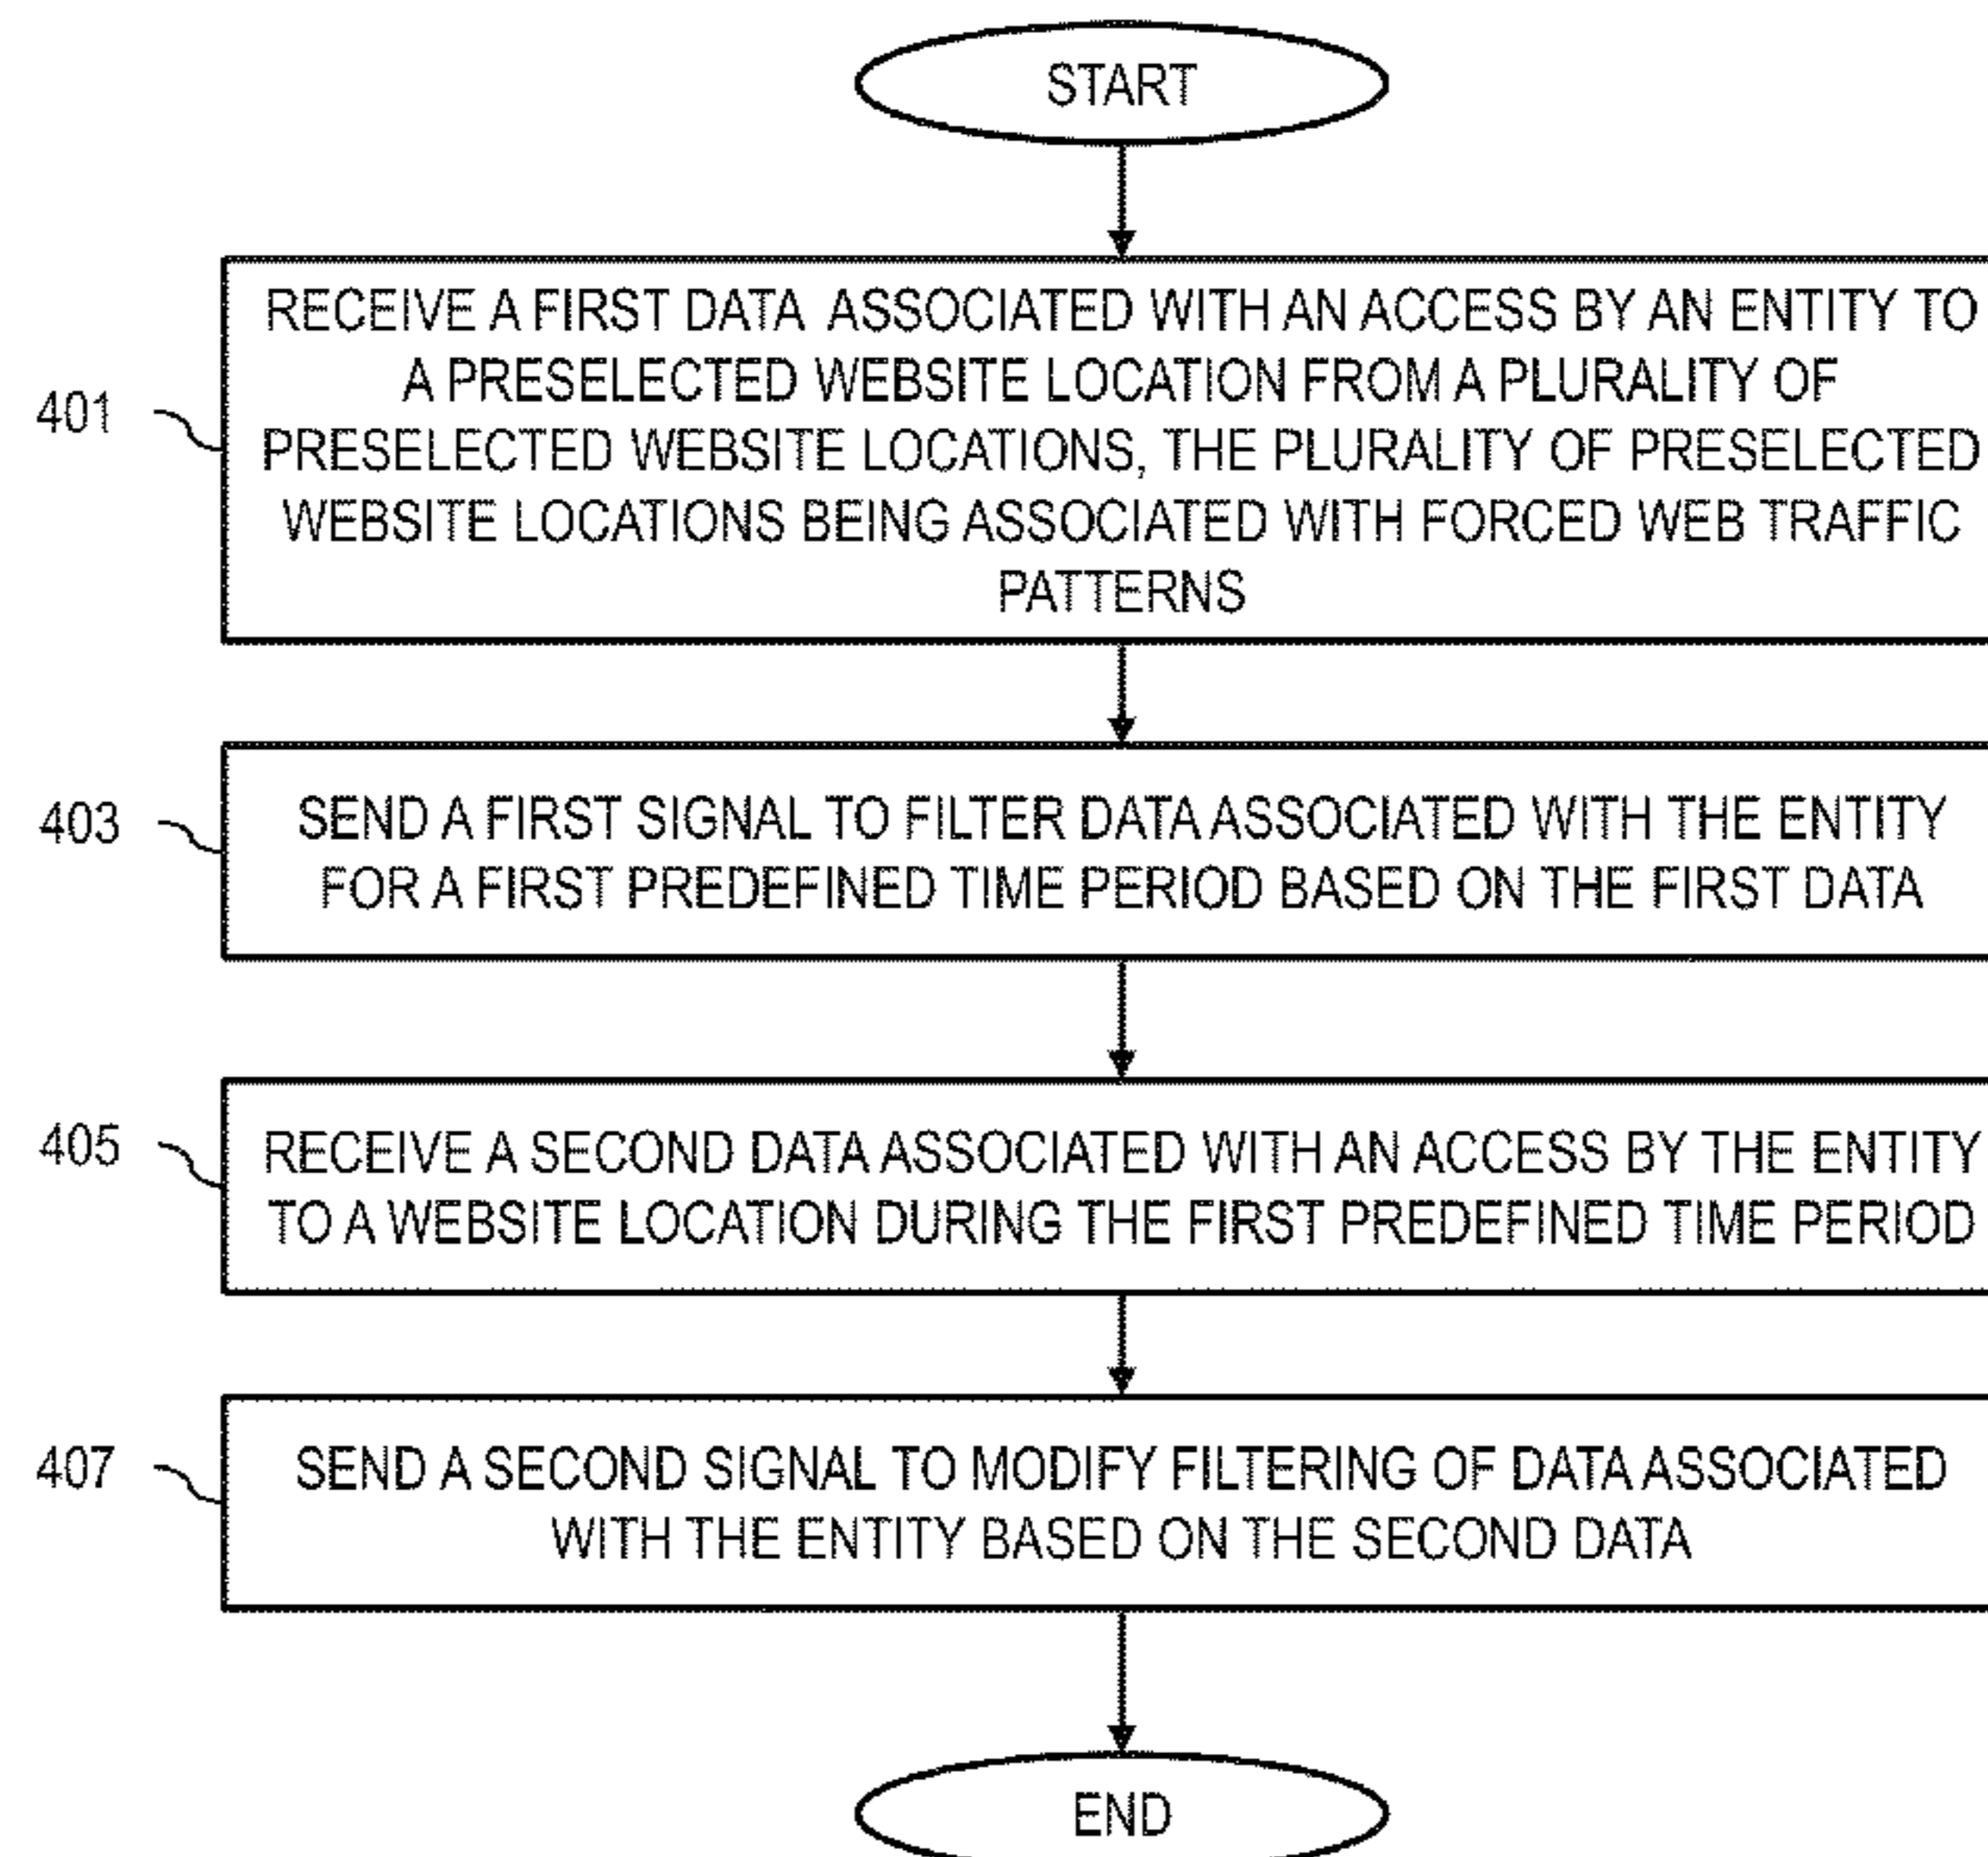 START
RECEIVE A FIRST DATA ASSOCIATED WITH AN ACCESS BY AN ENTITY TO
A PRESELECTED WEBSITE LOCATION FROM A PLURALITY OF
PRESELECTED WEBSITE LOCATIONS, THE PLURALITY OF PRESELECTED
WEBSITE LOCATIONS BEING ASSOCIATED WITH FORCED WEB TRAFFIC
PATTERNS
401
SEND A FIRST SIGNAL TO FILTER DATA ASSOCIATED WITH THE ENTITY
FOR A FIRST PREDEFINED TIME PERIOD BASED ON THE FIRST DATA
403
RECEIVE A SECOND DATA ASSOCIATED WITH AN ACCESS BY THE ENTITY
TO A WEBSITE LOCATION DURING THE FIRST PREDEFINED TIME PERIOD
405
SEND A SECOND SIGNAL TO MODIFY FILTERING OF DATA ASSOCIATED
WITH THE ENTITY BASED ON THE SECOND DATA
407
END